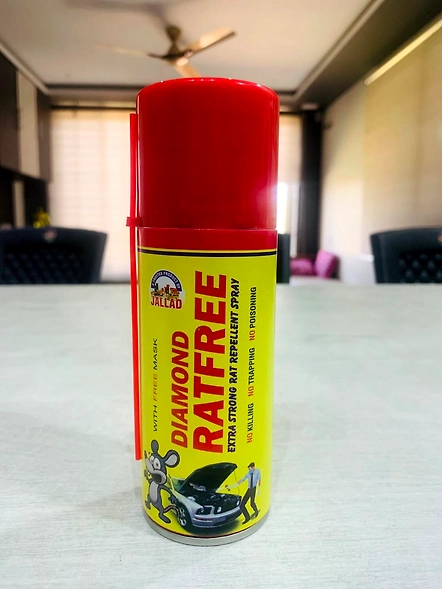 JALLAD
WITH FREE MASK
DIAMOND
RATFREE
EXTRA STRONG RAT REPELLENT SPRAY
NO KILLING NO TRAPPING NO POISONING